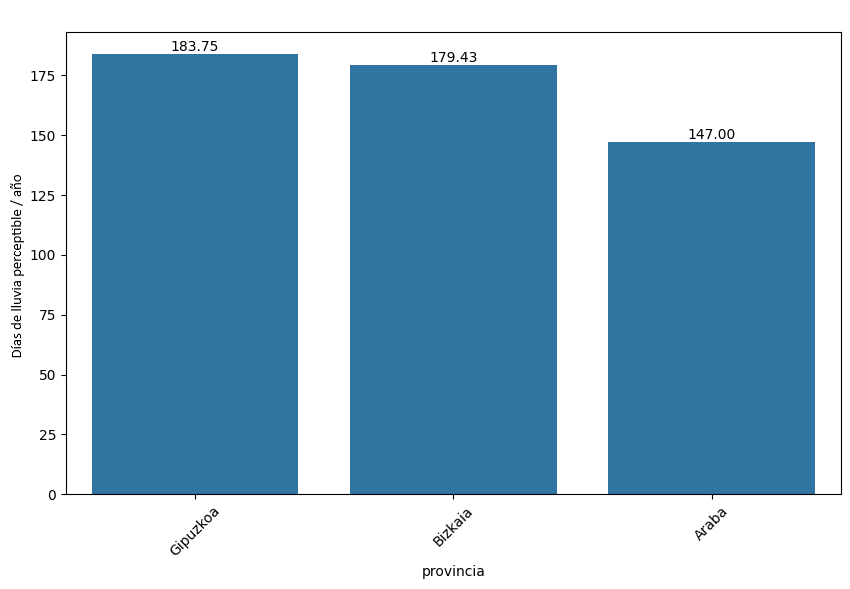 183.75
179.43
147.00
175
150
125
100
75
50
25
0
Días de lluvia perceptible / año
Gipuzkoa
Bizkaia
Araba
provincia